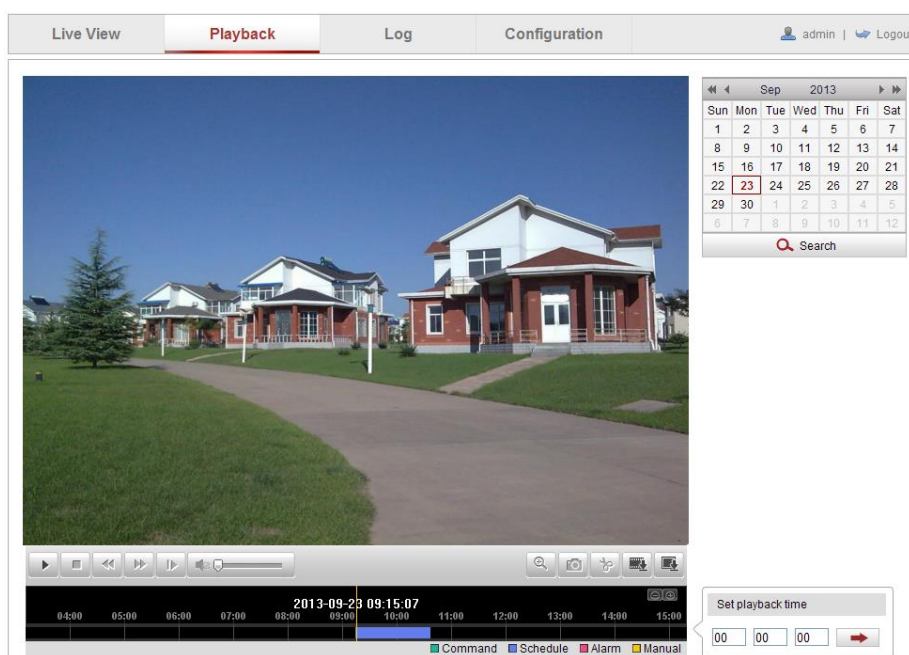 Live View Playback Log Configuration admin | Logou
Sep 2013
Sun Mon Tue Wed Thu Fri Sat
1 2 3 4 5 6 7
8 9 10 11 12 13 14
15 16 17 18 19 20 21
22 23 24 25 26 27 28
29 30 1 2 3 4 5
6 7 8 9 10 11 12
Search
2013-09-23 09:15:07
04:00 05:00 06:00 07:00 08:00 09:00 10:00 11:00 12:00 13:00 14:00 15:00
Command Schedule Alarm Manual
Set playback time
00 00 00